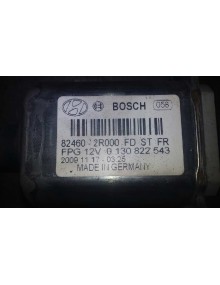 BOSCH 056
82460 - 2R000 FD ST FR
FPG 12V 0 130 822 543
2009.11.17 - 03:25
MADE IN GERMANY